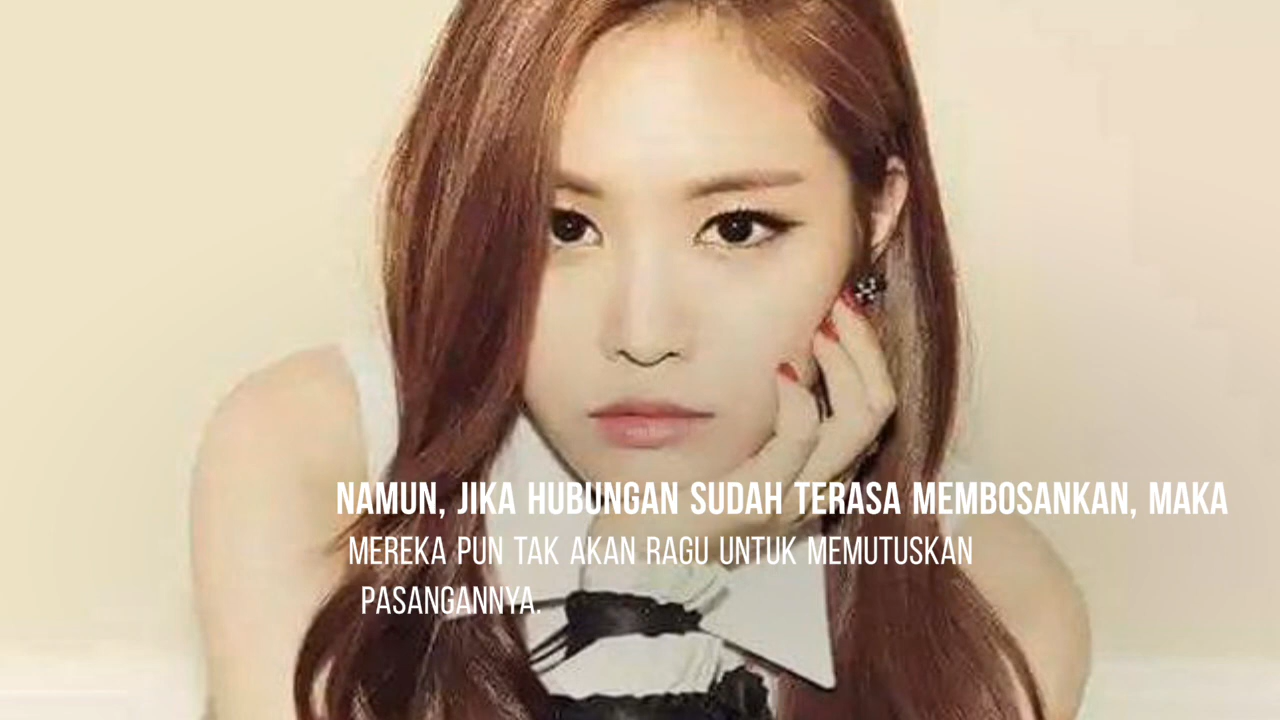 NAMUN, JIKA HUBUNGAN SUDAH TERASA MEMBOSANKAN, MAKA
MEREKA PUN TAK AKAN RAGU UNTUK MEMUTUSKAN
PASANGANNYA.